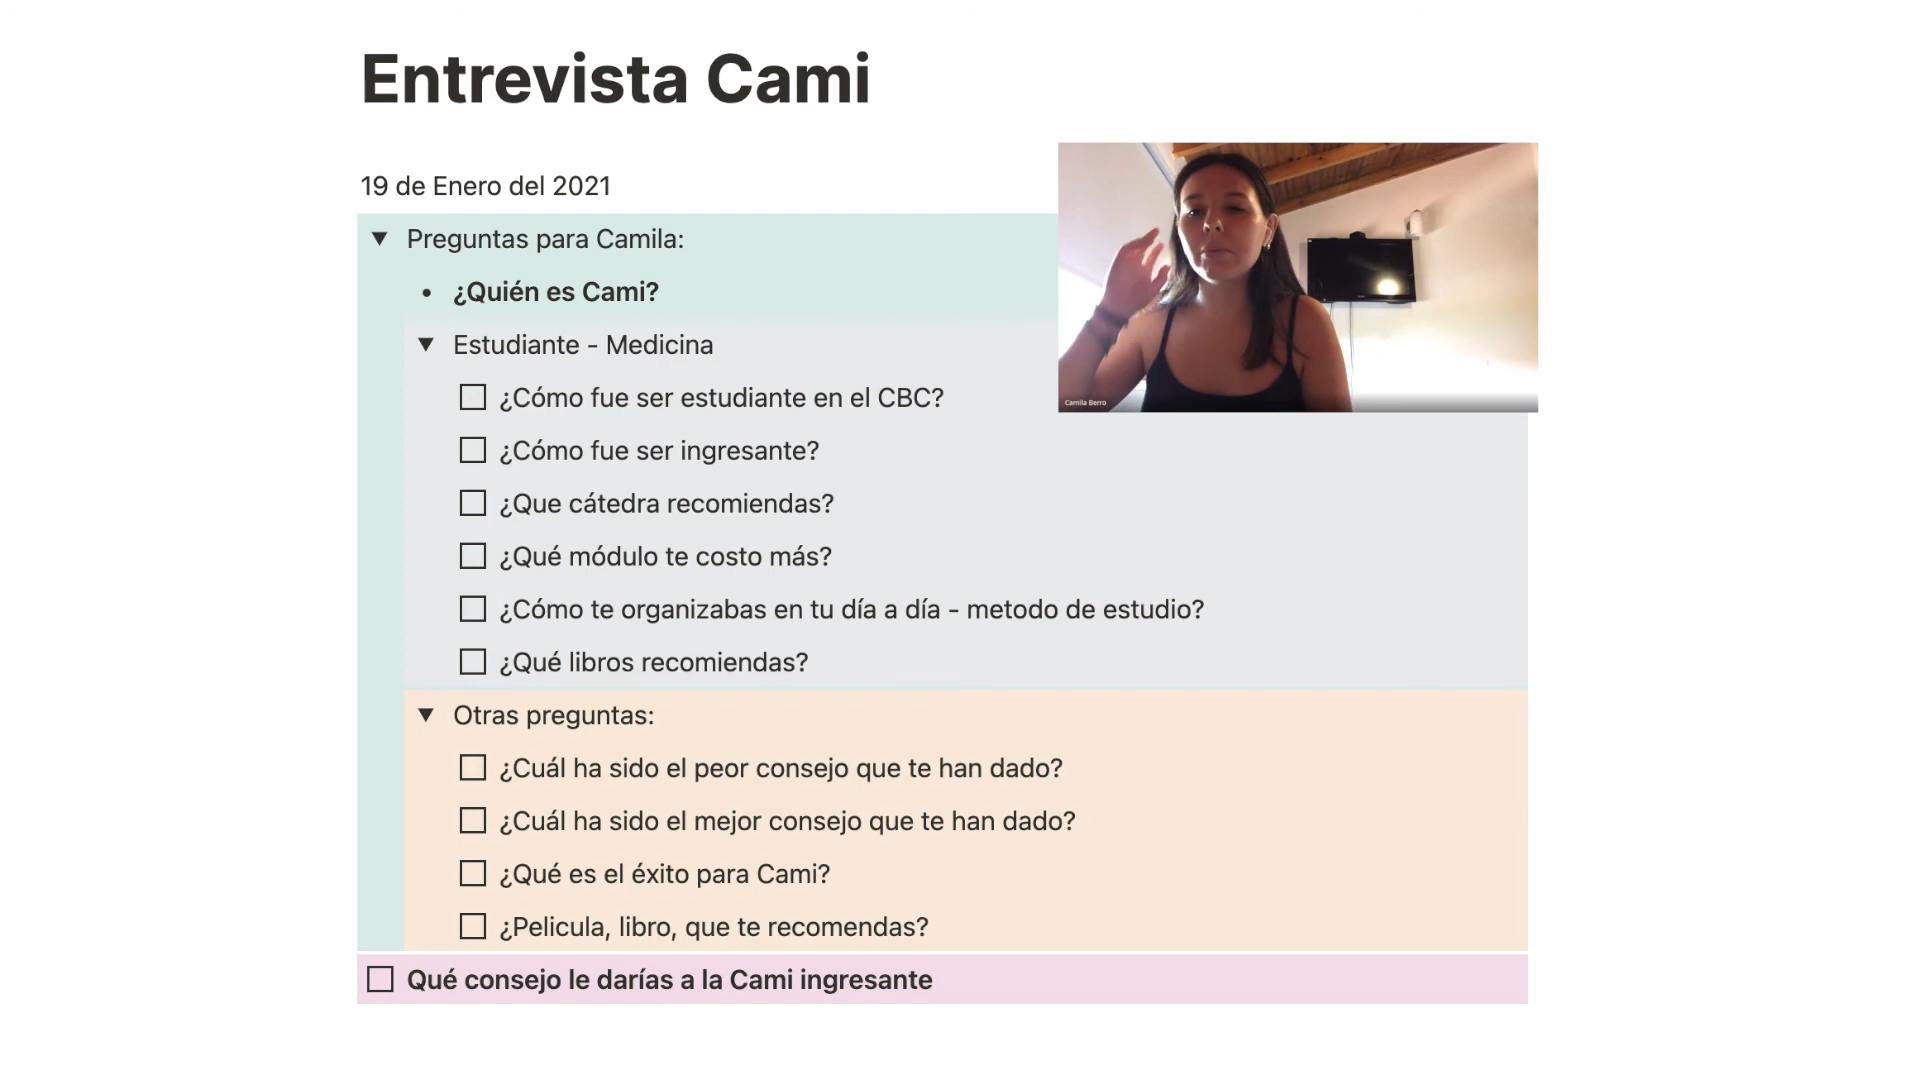 Entrevista Cami
19 de Enero del 2021
Preguntas para Camila:
¿Quién es Cami?
Estudiante - Medicina
¿Cómo fue ser estudiante en el CBC?
¿Cómo fue ser ingresante?
¿Que cátedra recomiendas?
¿Qué módulo te costo más?
¿Cómo te organizabas en tu día a día - metodo de estudio?
¿Qué libros recomiendas?
Otras preguntas:
¿Cuál ha sido el peor consejo que te han dado?
¿Cuál ha sido el mejor consejo que te han dado?
¿Qué es el éxito para Cami?
¿Pelicula, libro, que te recomendas?
Qué consejo le darías a la Cami ingresante
Camila Berro